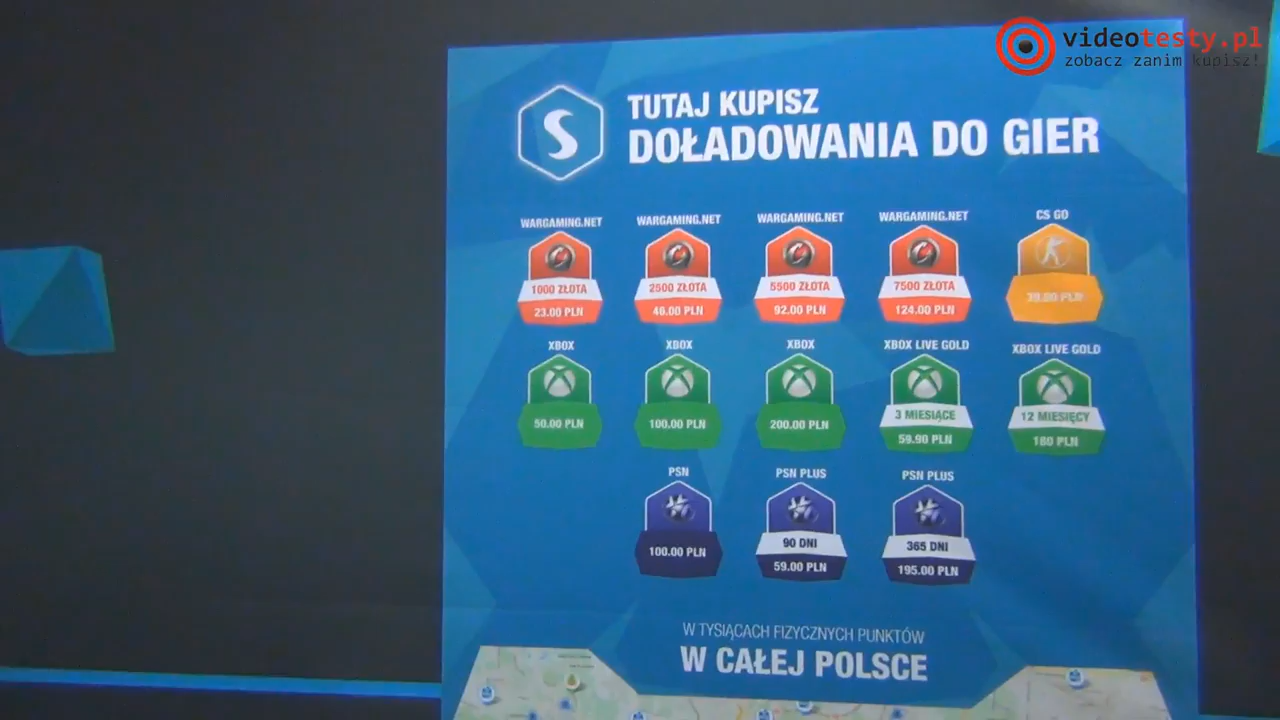 videotesty.pl
zobacz zanim kupisz!
S
TUTAJ KUPISZ
DOŁADOWANIA DO GIER
WARGAMING.NET
1000 ZŁOTA
23.00 PLN
WARGAMING.NET
2500 ZŁOTA
46.00 PLN
WARGAMING.NET
5500 ZŁOTA
92.00 PLN
WARGAMING.NET
7500 ZŁOTA
124.00 PLN
CS GO
PLN
XBOX
50.00 PLN
XBOX
100.00 PLN
XBOX
200.00 PLN
XBOX LIVE GOLD
3 MIESIĄCE
59.90 PLN
XBOX LIVE GOLD
12 MIESIĘCY
180 PLN
PSN
100.00 PLN
PSN PLUS
90 DNI
59.00 PLN
PSN PLUS
365 DNI
195.00 PLN
W TYSIĄCACH FIZYCZNYCH PUNKTÓW
W CAŁEJ POLSCE